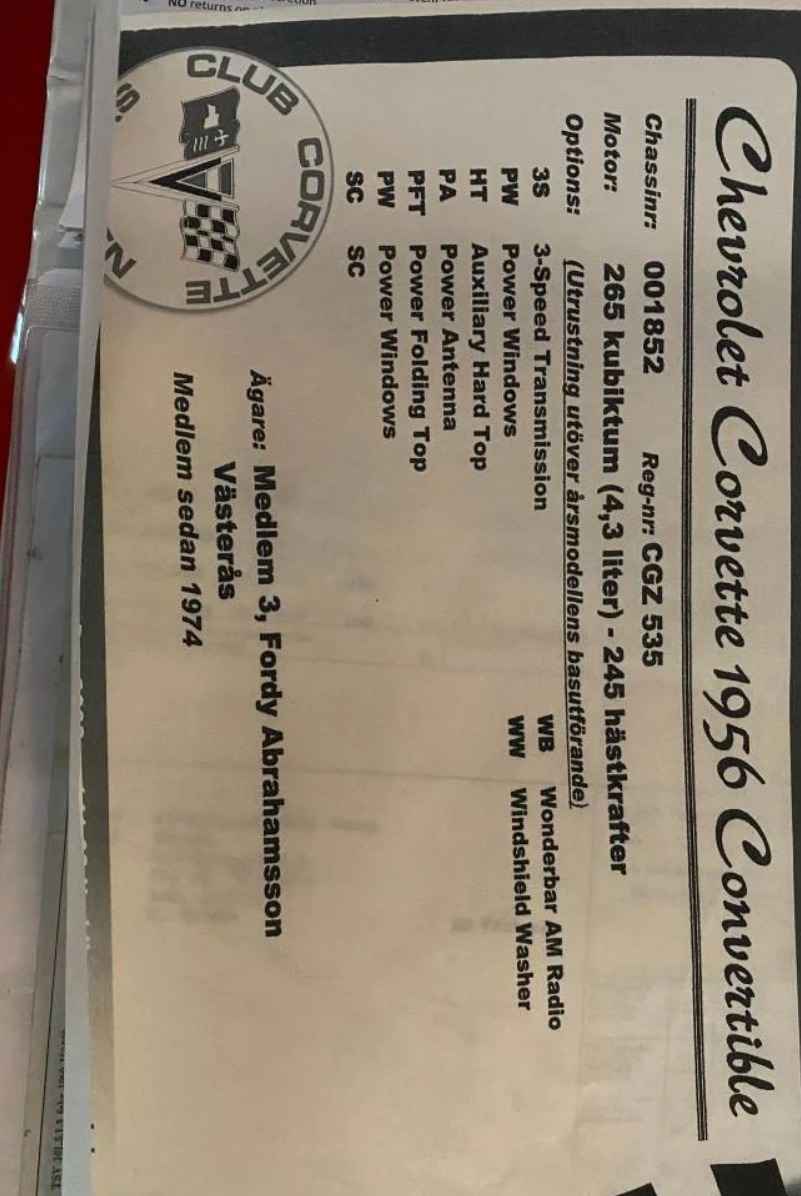 NO returns on
Chevrolet Corvette 1956 Convertible
Chassinr: 001852 Reg-nr: CGZ 535
Motor: 265 kubiktum (4,3 liter) - 245 hästkrafter
Options: (Utrustning utöver årsmodellens basutförande)
3S 3-Speed Transmission WB Wonderbar AM Radio
PW Power Windows WW Windshield Washer
HT Auxiliary Hard Top
PA Power Antenna
PFT Power Folding Top
PW Power Windows
SC SC
CLUB CORVETTE
Ägare: Medlem 3, Fordy Abrahamsson
Västerås
Medlem sedan 1974